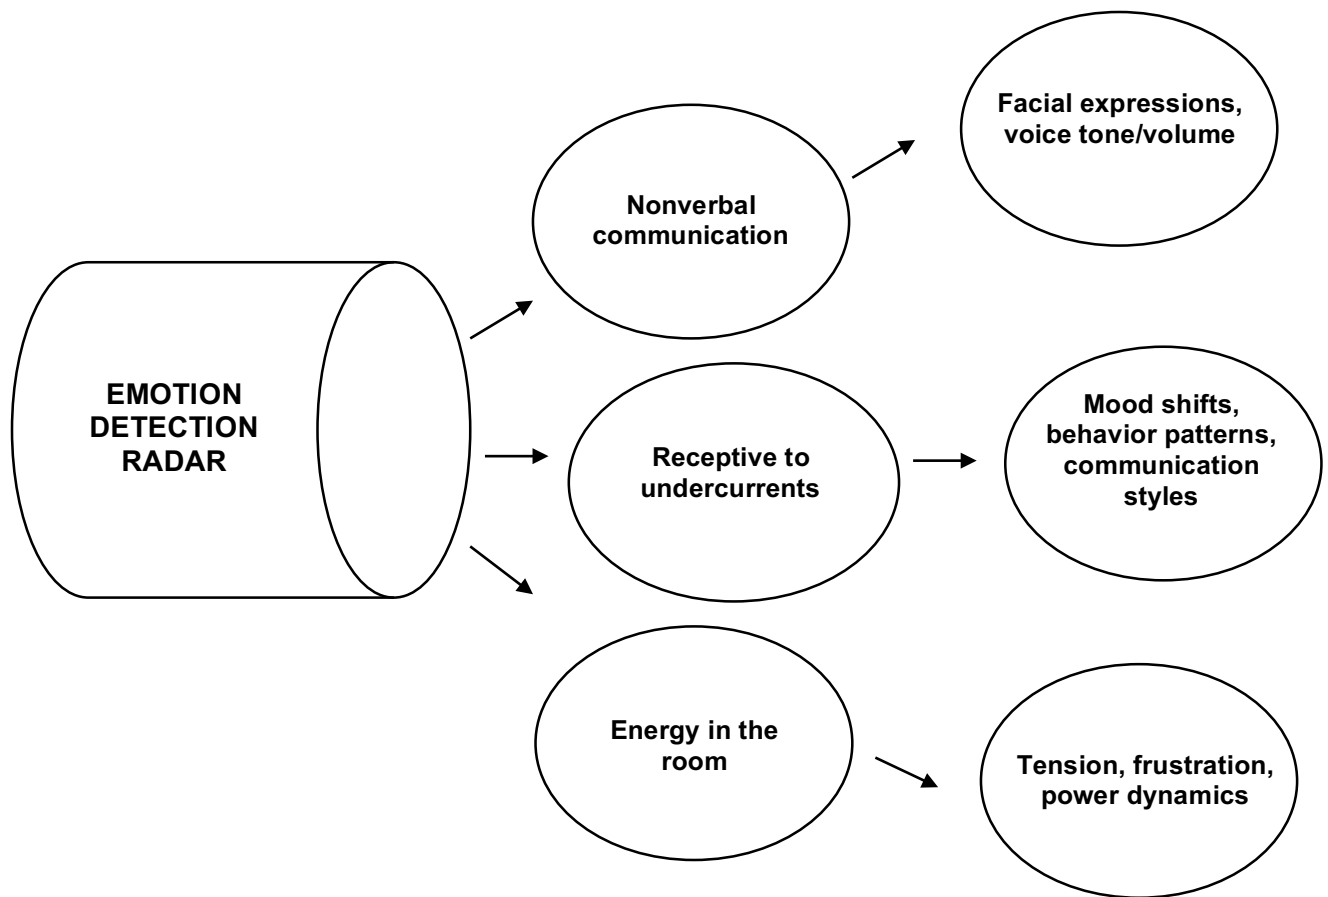 EMOTION
DETECTION
RADAR
Nonverbal
communication
Facial expressions,
voice tone/volume
Receptive to
undercurrents
Mood shifts,
behavior patterns,
communication
styles
Energy in the
room
Tension, frustration,
power dynamics